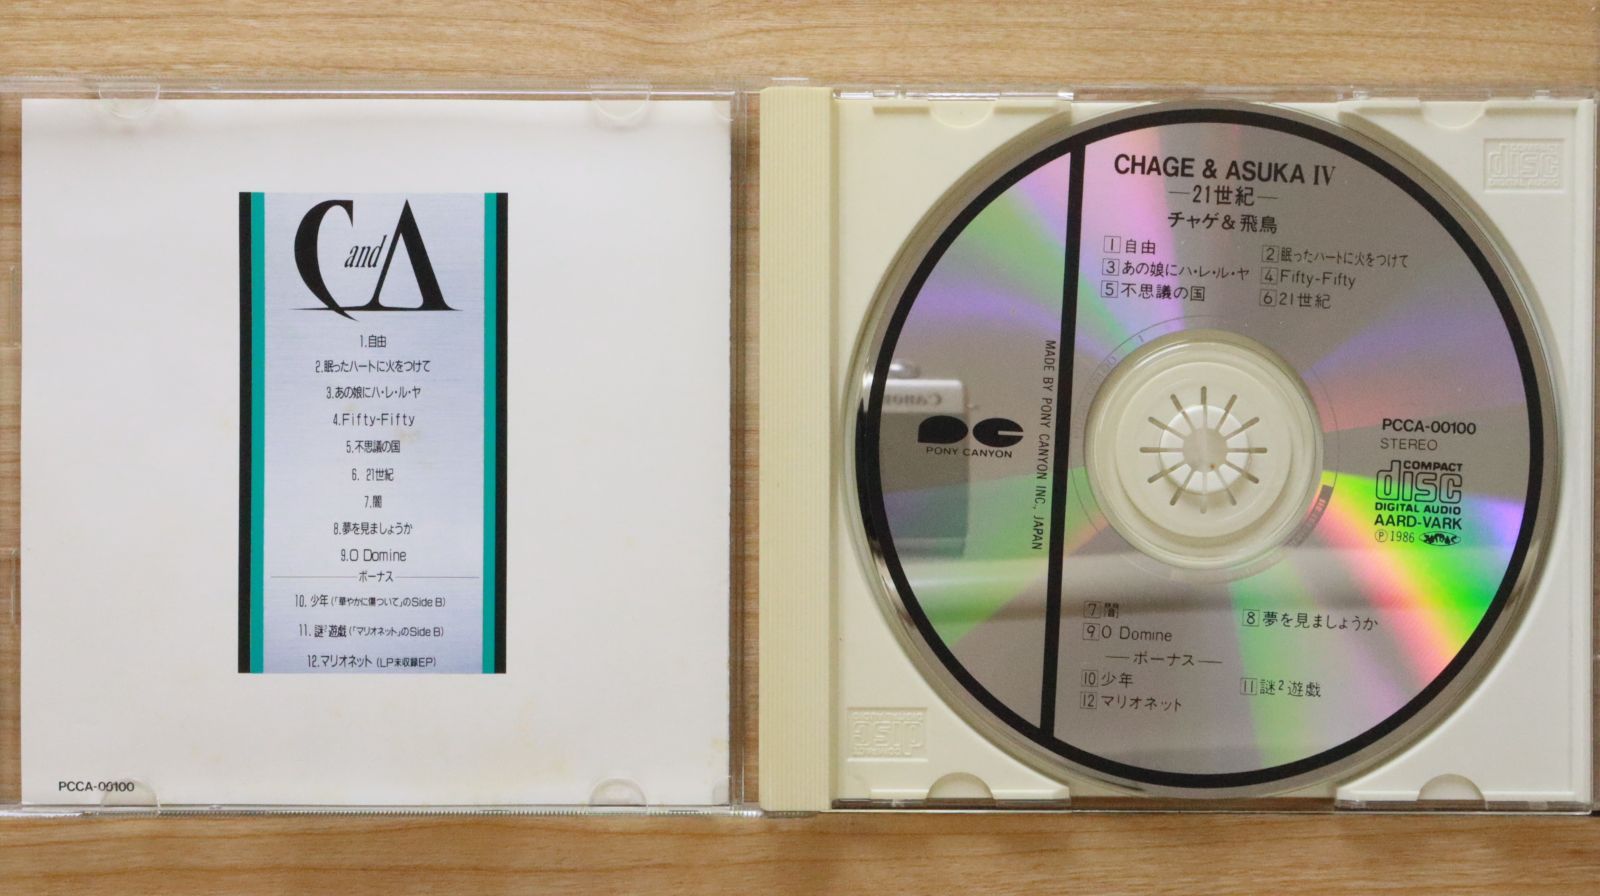 C and A
1.自由
2.眠ったハートに火をつけて
3.あの娘にハ・レ・ル・ヤ
4.Fifty-Fifty
5.不思議の国
6. 21世紀
7.闇
8.夢を見ましょうか
9.O Domine
ボーナス
10. 少年(「華やかに傷ついて」のSide B)
11. 謎²遊戯(「マリオネット」のSide B)
12.マリオネット (LP未収録EP)
PCCA-00100
CHAGE & ASUKA IV
—21世紀—
チャゲ&飛鳥
1 自由
2 眠ったハートに火をつけて
3 あの娘にハ・レ・ル・ヤ
4 Fifty-Fifty
5 不思議の国
6 21世紀
PONY CANYON
MADE BY PONY CANYON INC., JAPAN
PCCA-00100
STEREO
COMPACT
disc
DIGITAL AUDIO
AARD-VARK
Ⓟ1986
7 闇
8 夢を見ましょうか
9 O Domine
—ボーナス—
10 少年
11 謎²遊戯
12 マリオネット
COMPACT
disc
DIGITAL AUDIO
COMPACT
disc
DIGITAL AUDIO
Canon